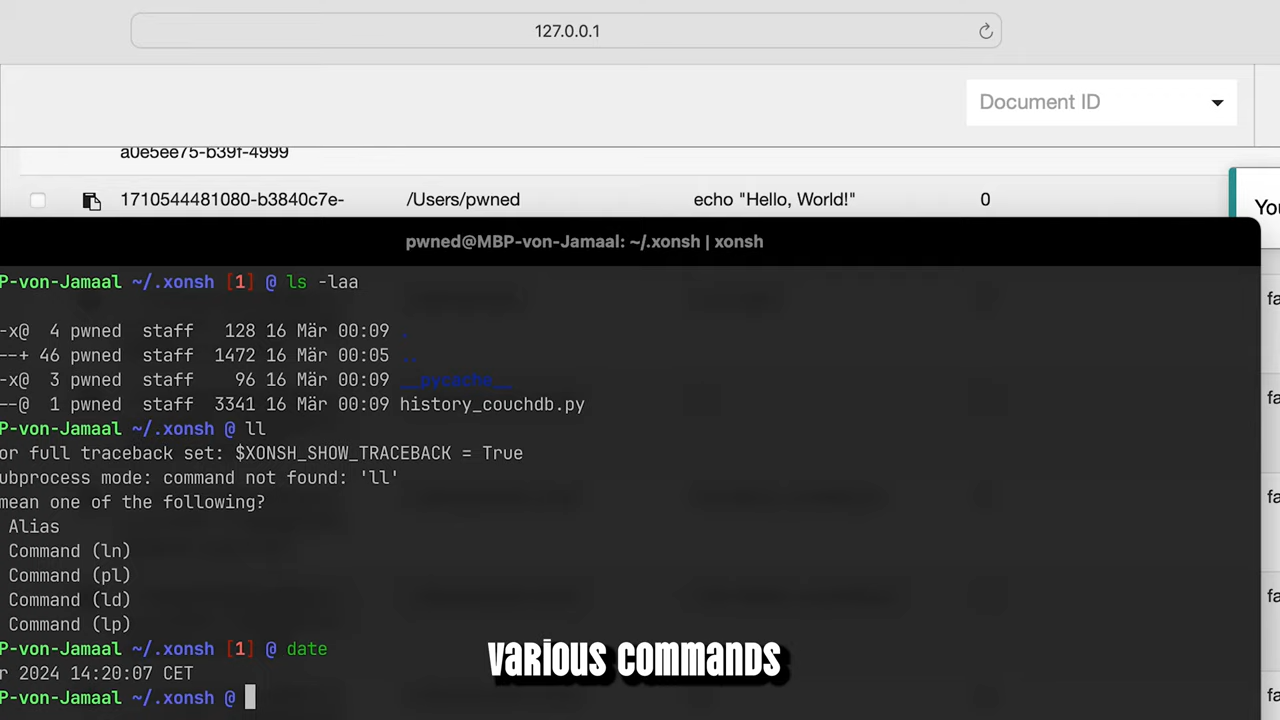 127.0.0.1
Document ID
a0e5ee75-b39f-4999
1710544481080-b3840c7e- /Users/pwned echo "Hello, World!" 0
You
pwned@MBP-von-Jamaal: ~/.xonsh | xonsh
P-von-Jamaal ~/.xonsh [1] @ ls -laa
-x@ 4 pwned staff 128 16 Mär 00:09 .
--+ 46 pwned staff 1472 16 Mär 00:05 ..
-x@ 3 pwned staff 96 16 Mär 00:09 __pycache__
--@ 1 pwned staff 3341 16 Mär 00:09 history_couchdb.py
P-von-Jamaal ~/.xonsh @ ll
or full traceback set: $XONSH_SHOW_TRACEBACK = True
ubprocess mode: command not found: 'll'
mean one of the following?
Alias
Command (ln)
Command (pl)
Command (ld)
Command (lp)
P-von-Jamaal ~/.xonsh [1] @ date
r 2024 14:20:07 CET
P-von-Jamaal ~/.xonsh @
fa
fa
fa
fa
VARIOUS COMMANDS